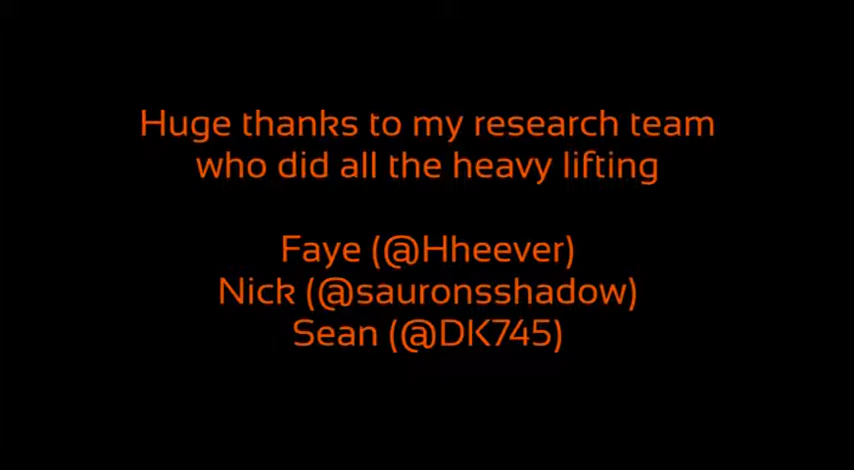 Huge thanks to my research team
who did all the heavy lifting
Faye (@Hheever)
Nick (@sauronsshadow)
Sean (@DK745)